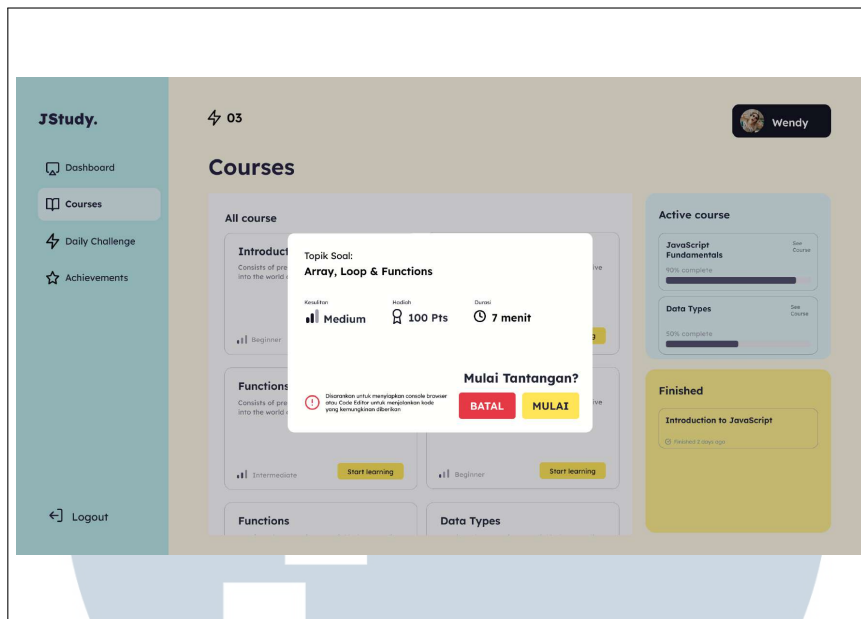 JStudy.
Dashboard
Courses
Daily Challenge
Achievements
Logout
03
Wendy
Courses
All course
Introduct
Consists of pre
into the world
Beginner
ive
Functions
Consists of pre
into the world
ive
Intermediate
Start learning
Beginner
Start learning
Functions
Data Types
Topik Soal:
Array, Loop & Functions
Kesulitan
Medium
Hadiah
100 Pts
Durasi
7 menit
Mulai Tantangan?
Disarankan untuk menyiapkan console browser
atau Code Editor untuk menjalankan kode
yang kemungkinan diberikan
BATAL
MULAI
Active course
JavaScript
Fundamentals
See
Course
90% complete
Data Types
See
Course
50% complete
Finished
Introduction to JavaScript
Finished 2 days ago